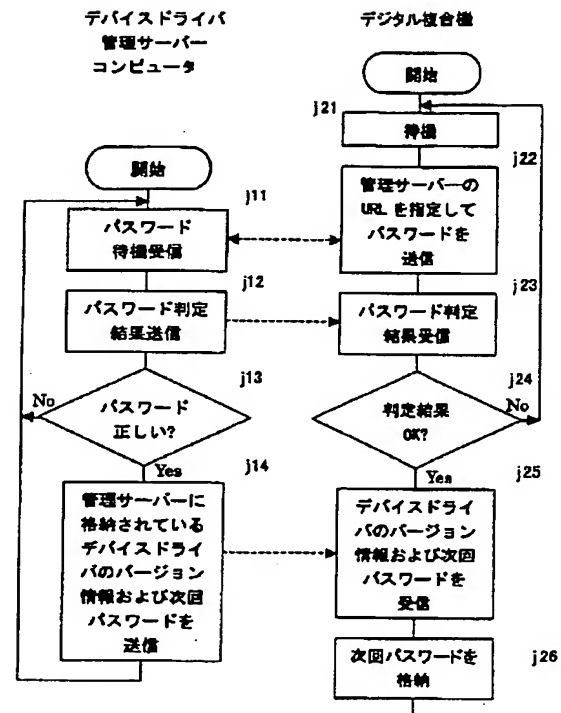 デバイスドライバ
管理サーバー
コンピュータ
開始
j11
パスワード
待機受信
j12
パスワード判定
結果送信
j13
No
パスワード
正しい?
Yes
j14
管理サーバーに
格納されている
デバイスドライ
バのバージョン
情報および次回
パスワードを
送信
デジタル複合機
開始
j21
待機
j22
管理サーバーの
URL を指定して
パスワードを
送信
j23
パスワード判定
結果受信
j24
判定結果
OK?
No
Yes
j25
デバイスドライ
バのバージョン
情報および次回
パスワードを
受信
次回パスワードを
格納
j26